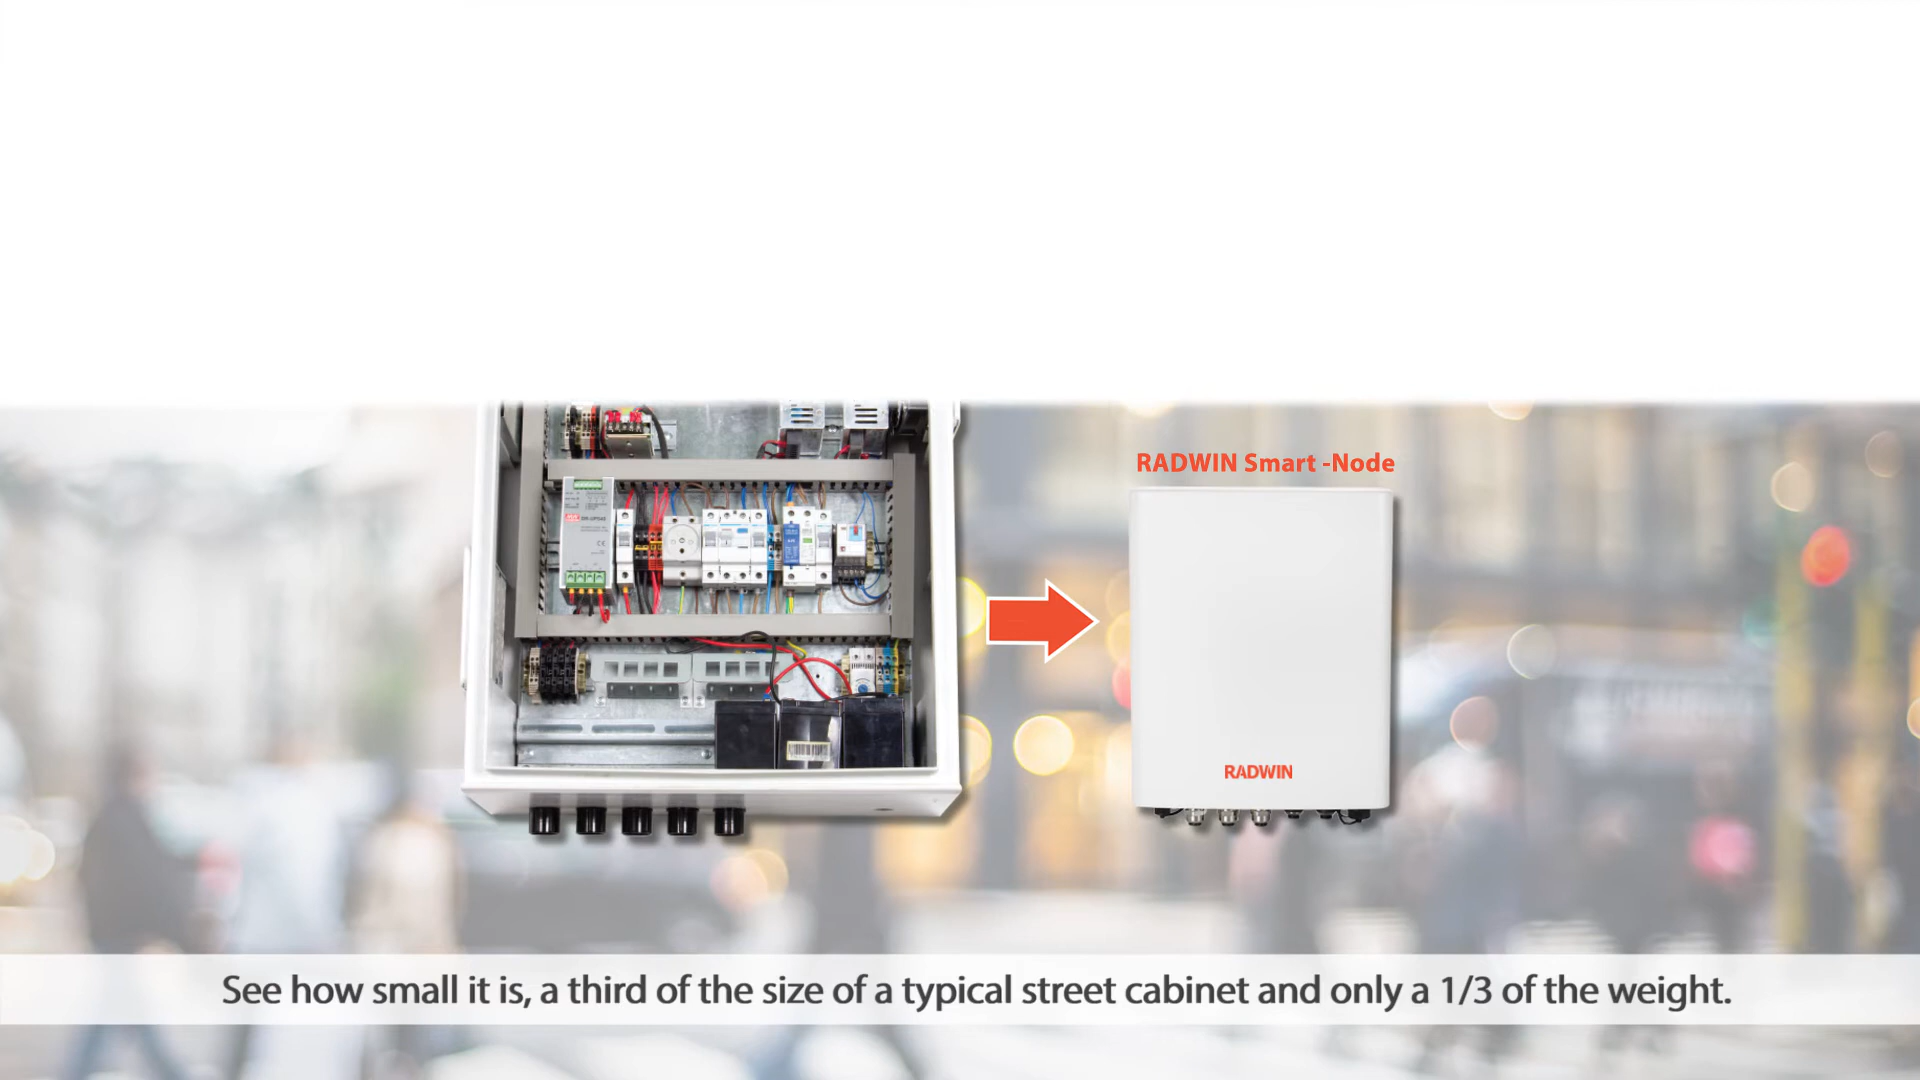 RADWIN Smart -Node
RADWIN
See how small it is, a third of the size of a typical street cabinet and only a 1/3 of the weight.